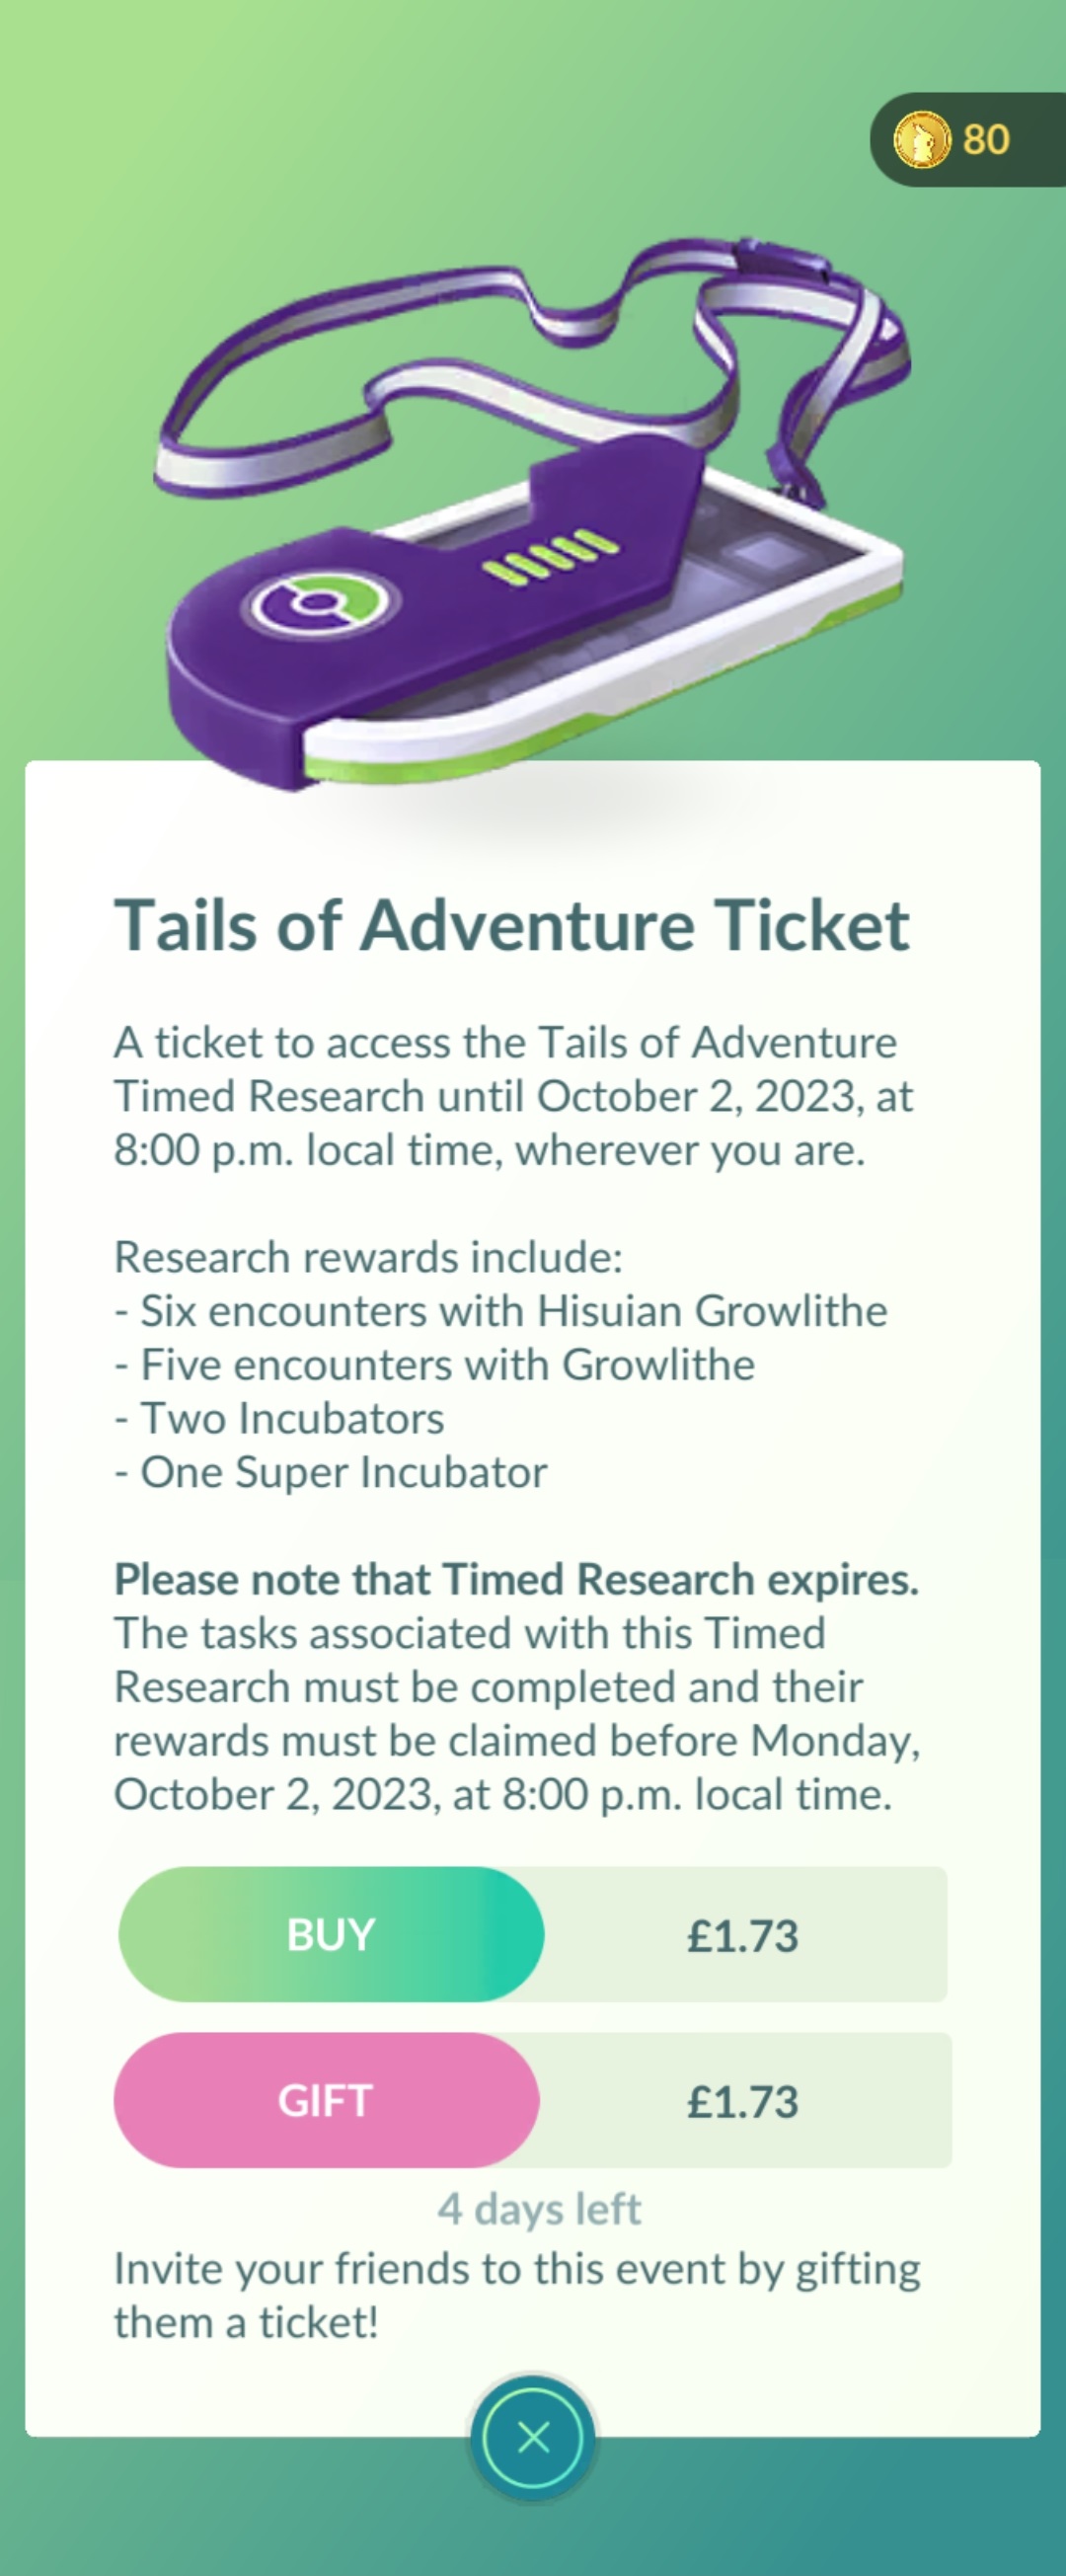 80
Tails of Adventure Ticket
A ticket to access the Tails of Adventure
Timed Research until October 2, 2023, at
8:00 p.m. local time, wherever you are.
Research rewards include:
- Six encounters with Hisuian Growlithe
- Five encounters with Growlithe
- Two Incubators
- One Super Incubator
Please note that Timed Research expires.
The tasks associated with this Timed
Research must be completed and their
rewards must be claimed before Monday,
October 2, 2023, at 8:00 p.m. local time.
BUY £1.73
GIFT £1.73
4 days left
Invite your friends to this event by gifting
them a ticket!